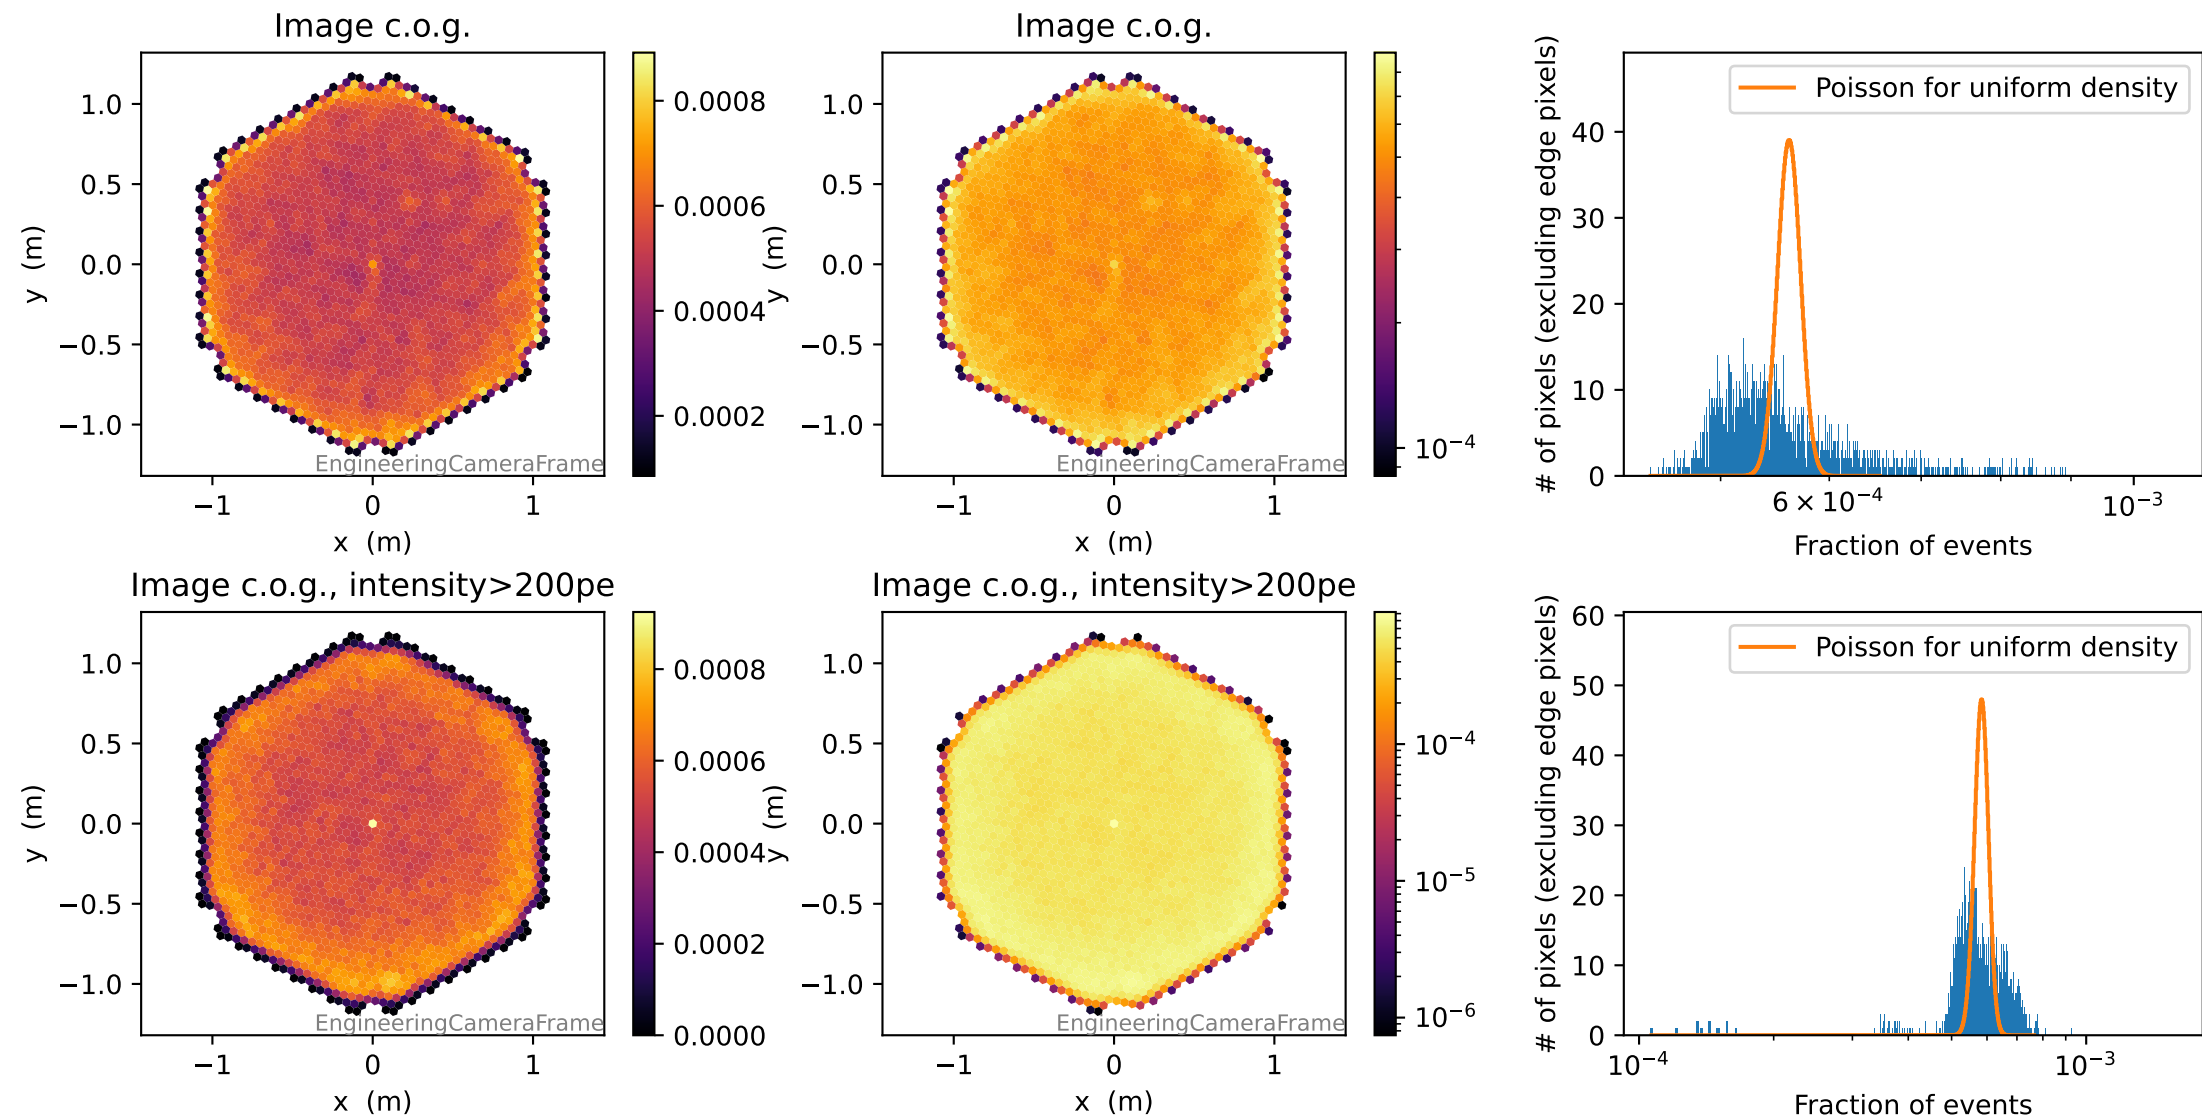 Image c.o.g.
1.0
0.5
0.0
−0.5
−1.0
y (m)
−1 0 1
x (m)
EngineeringCameraFrame
0.0008
0.0006
0.0004
0.0002
Image c.o.g.
1.0
0.5
0.0
−0.5
−1.0
y (m)
−1 0 1
x (m)
EngineeringCameraFrame
10⁻⁴
# of pixels (excluding edge pixels)
40
30
20
10
0
Poisson for uniform density
6 × 10⁻⁴ 10⁻³
Fraction of events
Image c.o.g., intensity>200pe
1.0
0.5
0.0
−0.5
−1.0
y (m)
−1 0 1
x (m)
EngineeringCameraFrame
0.0008
0.0006
0.0004
0.0002
0.0000
Image c.o.g., intensity>200pe
1.0
0.5
0.0
−0.5
−1.0
y (m)
−1 0 1
x (m)
EngineeringCameraFrame
10⁻⁴
10⁻⁵
10⁻⁶
# of pixels (excluding edge pixels)
60
50
40
30
20
10
0
Poisson for uniform density
10⁻⁴ 10⁻³
Fraction of events